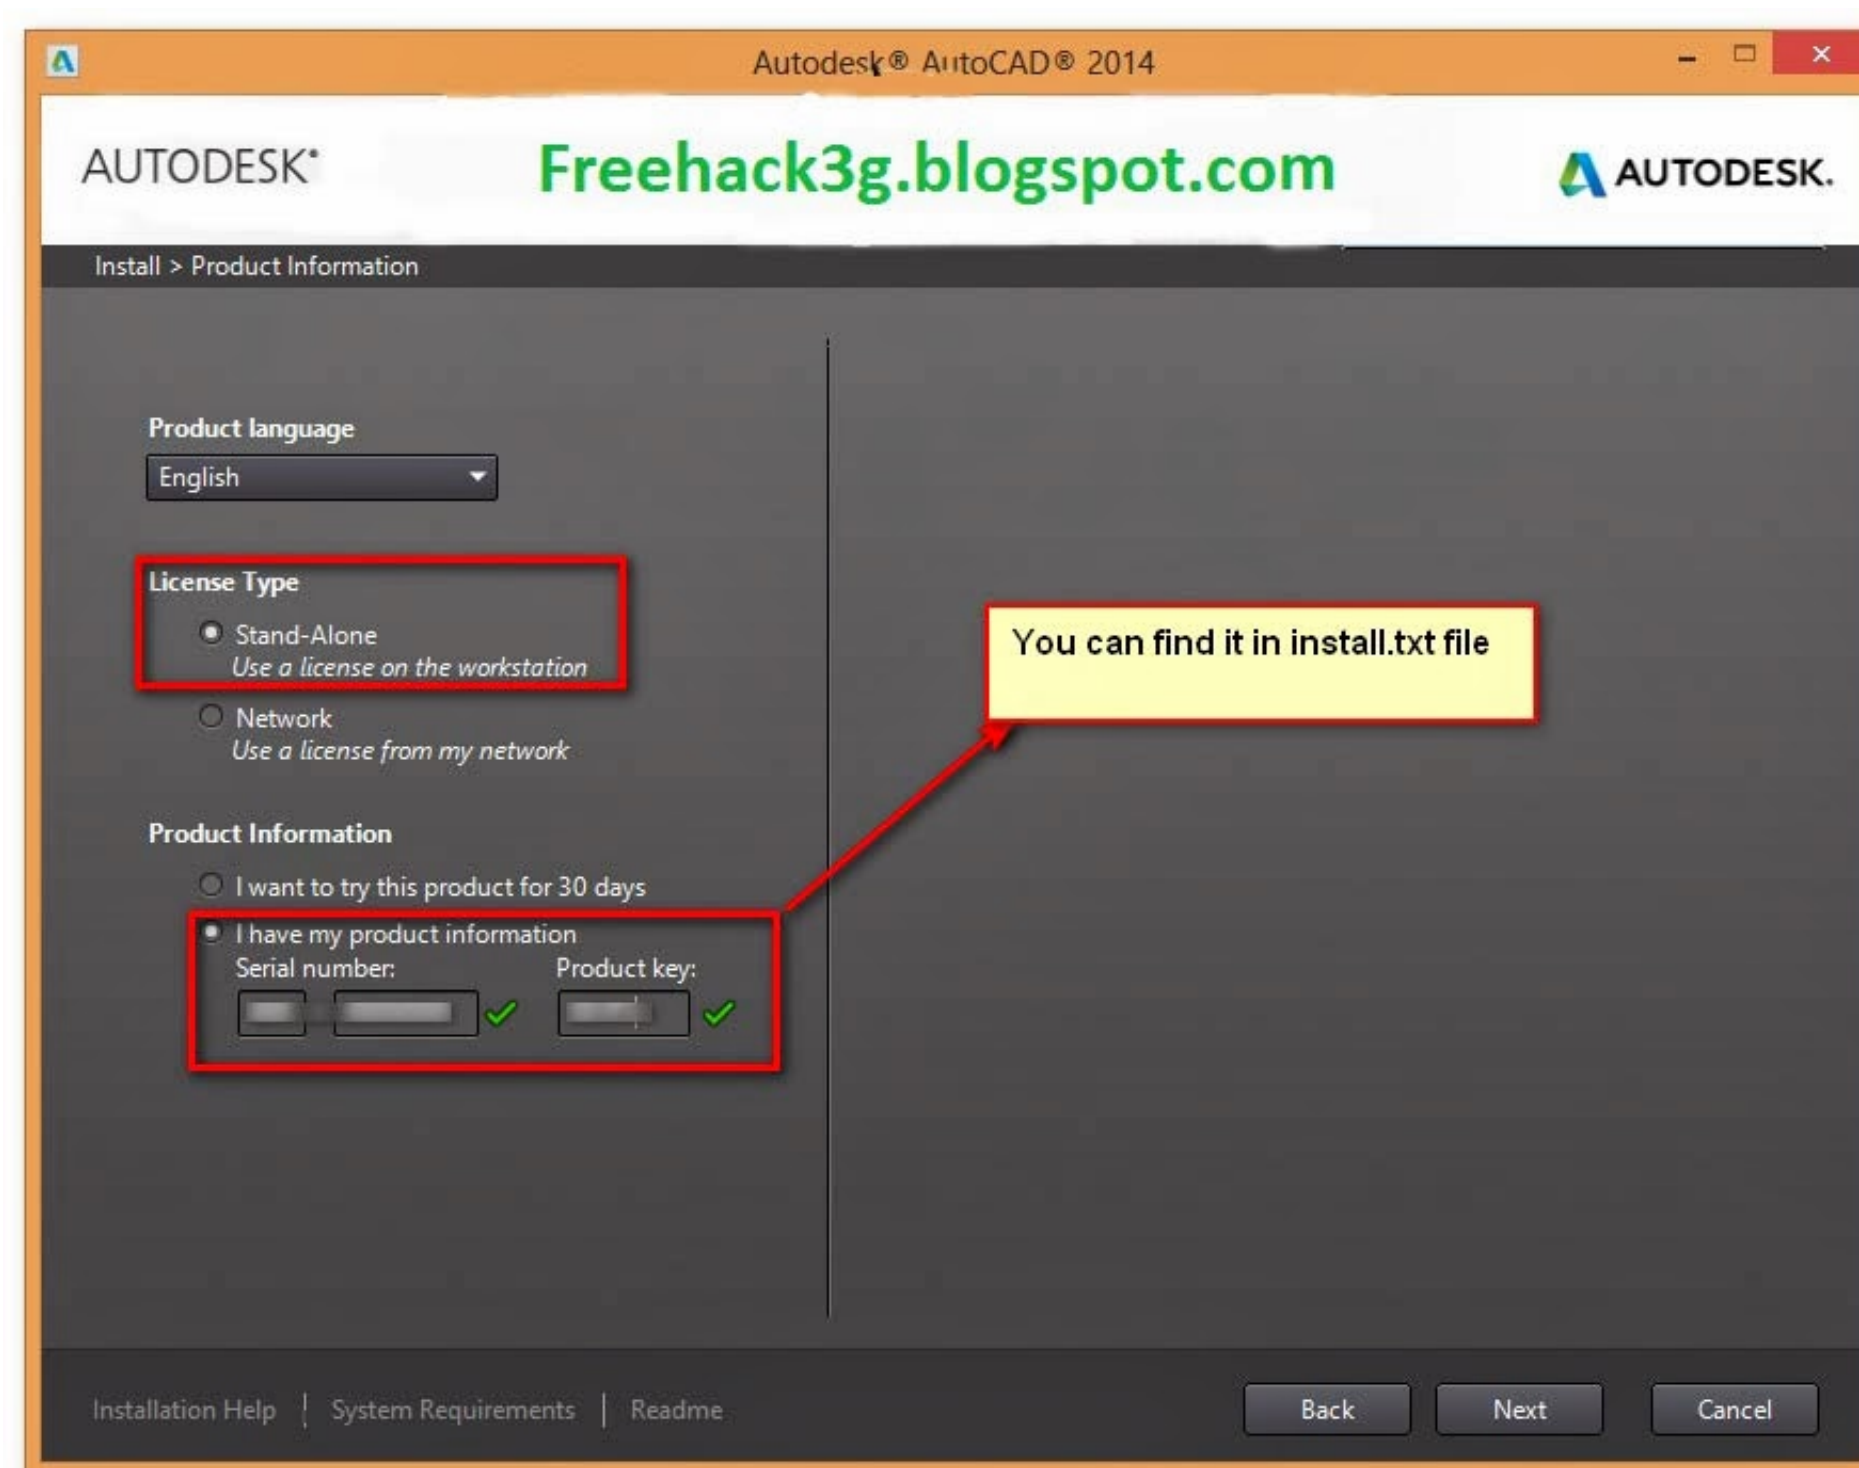 Autodesk® AutoCAD® 2014
AUTODESK®
Freehack3g.blogspot.com
AUTODESK.
Install > Product Information
Product language
English
License Type
Stand-Alone
Use a license on the workstation
You can find it in install.txt file
Network
Use a license from my network
Product Information
I want to try this product for 30 days
I have my product information
Serial number:
Product key:
Installation Help | System Requirements | Readme
Back
Next
Cancel